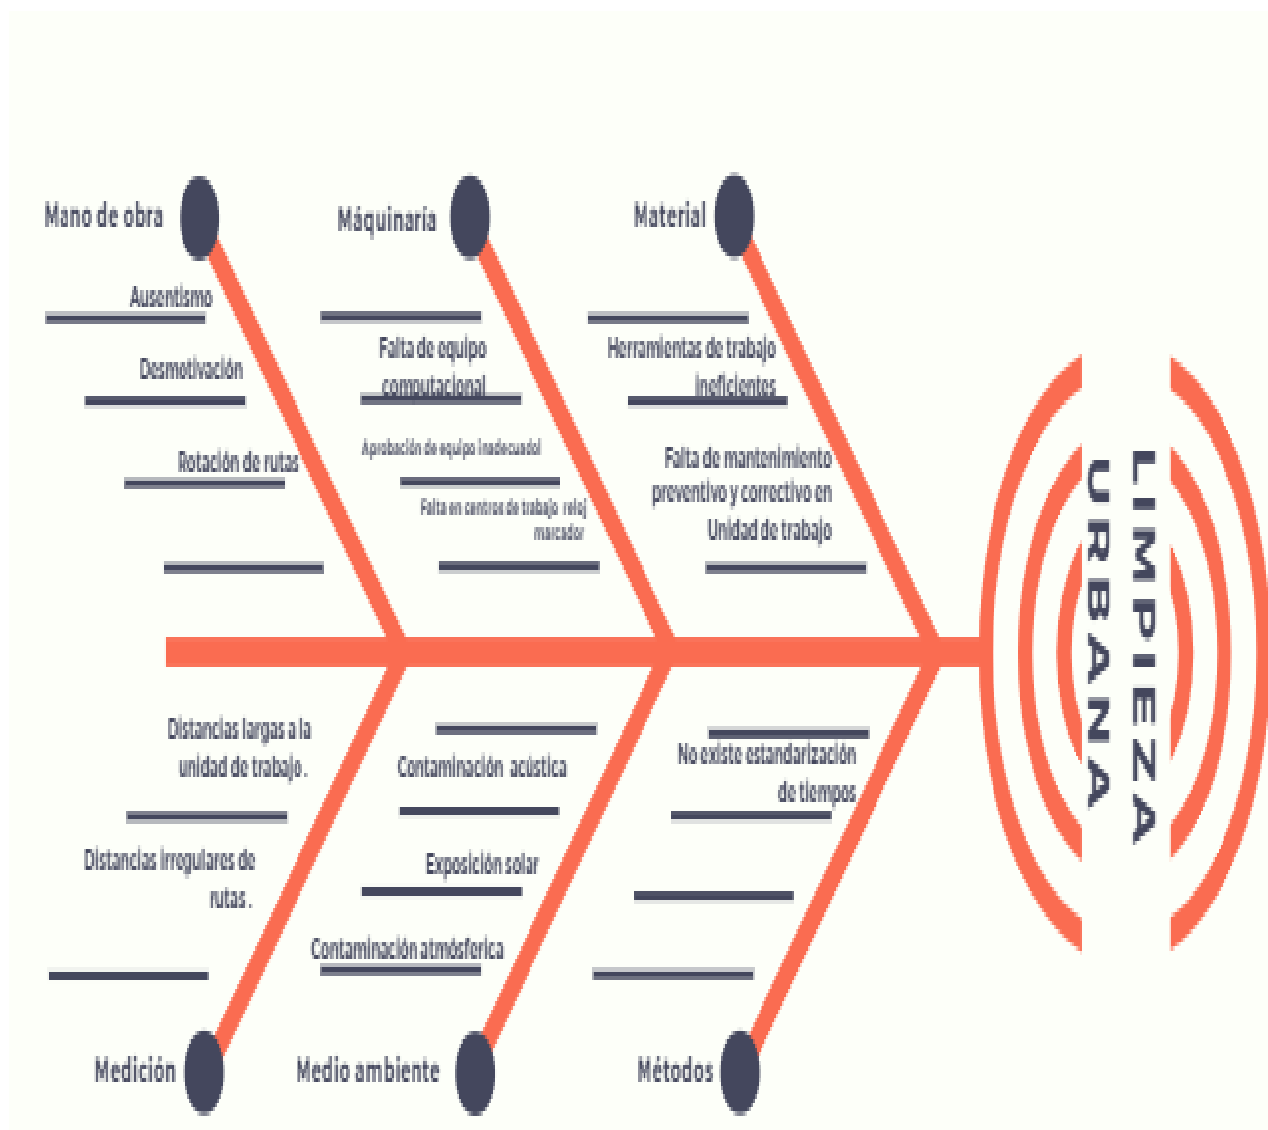 Mano de obra
Máquinaria
Material
Ausentismo
Desmotivación
Rotación de rutas
Falta de equipo
computacional
Aprobación de equipo inadecuadol
Falta en centros de trabajo reloj
marcador
Herramientas de trabajo
ineficientes
Falta de mantenimiento
preventivo y correctivo en
Unidad de trabajo
LIMPIEZA
URBANA
Distancias largas a la
unidad de trabajo.
Distancias irregulares de
rutas.
Contaminación acústica
Exposición solar
Contaminación atmósferica
No existe estandarización
de tiempos
Medición
Medio ambiente
Métodos